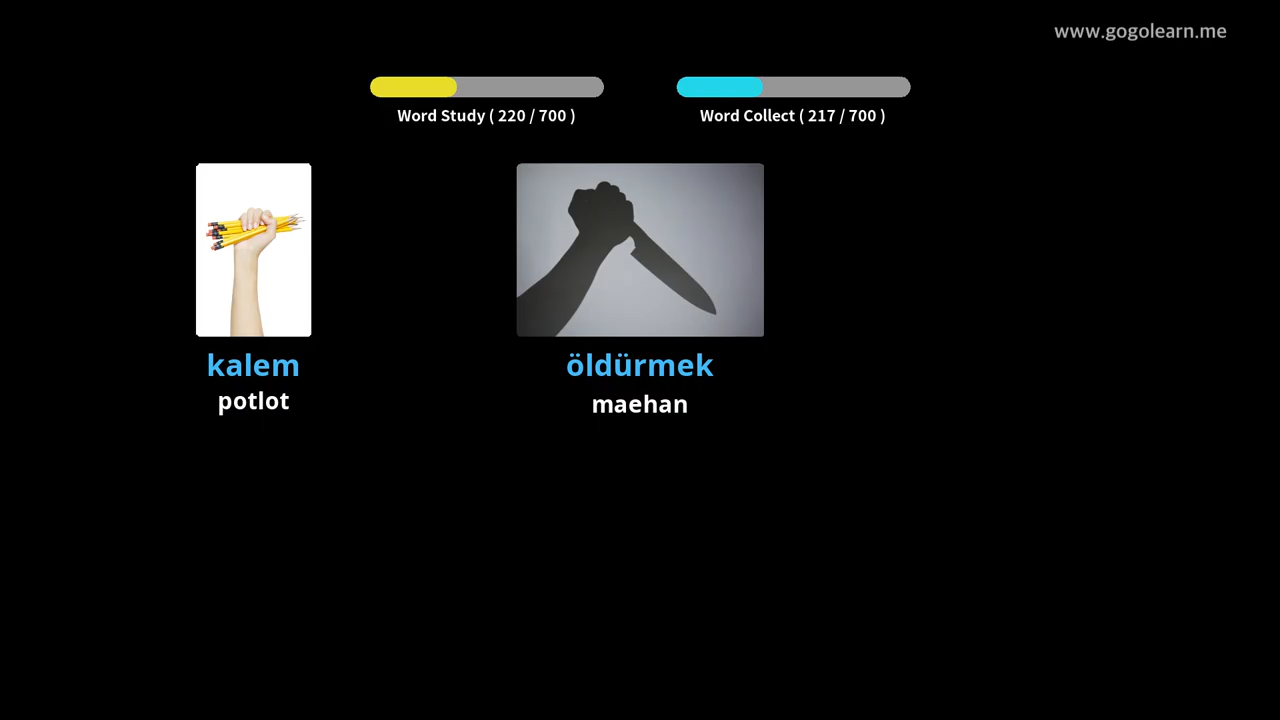 www.gogolearn.me
Word Study ( 220 / 700 )
Word Collect ( 217 / 700 )
kalem
potlot
öldürmek
maehan